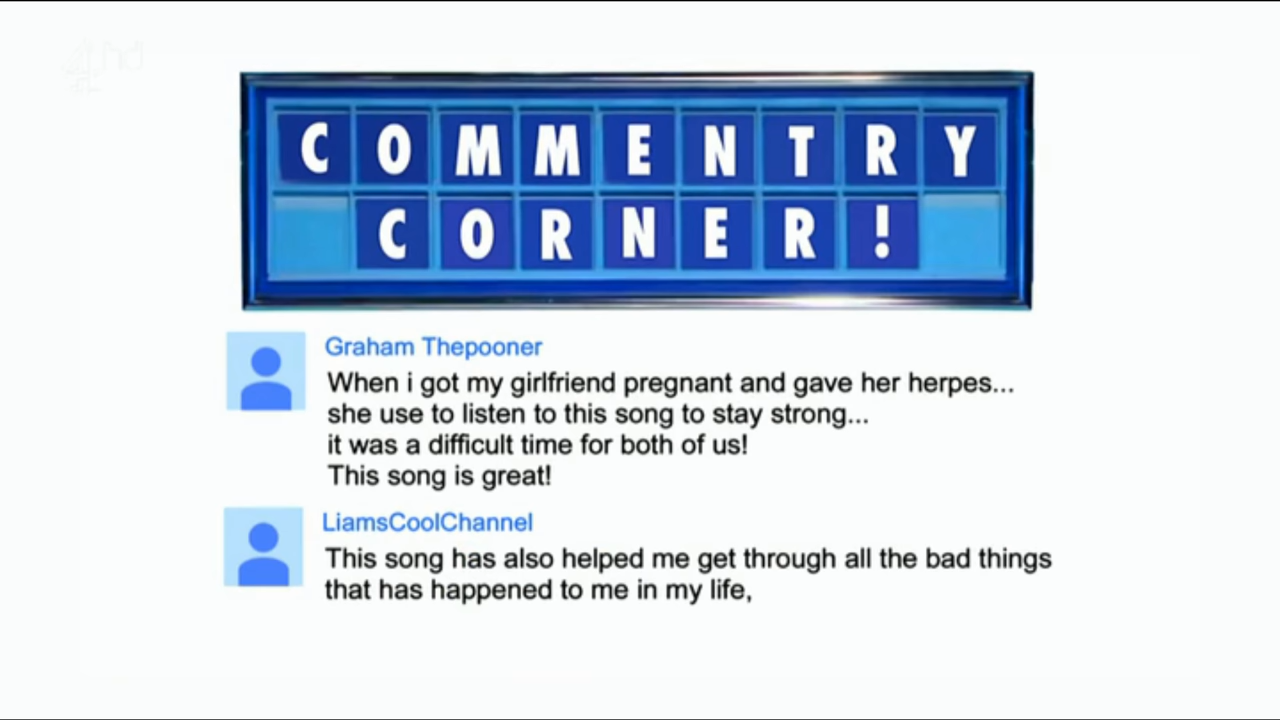 4hd
COMMENTRY
CORNER!
Graham Thepooner
When i got my girlfriend pregnant and gave her herpes...
she use to listen to this song to stay strong...
it was a difficult time for both of us!
This song is great!
LiamsCoolChannel
This song has also helped me get through all the bad things
that has happened to me in my life,